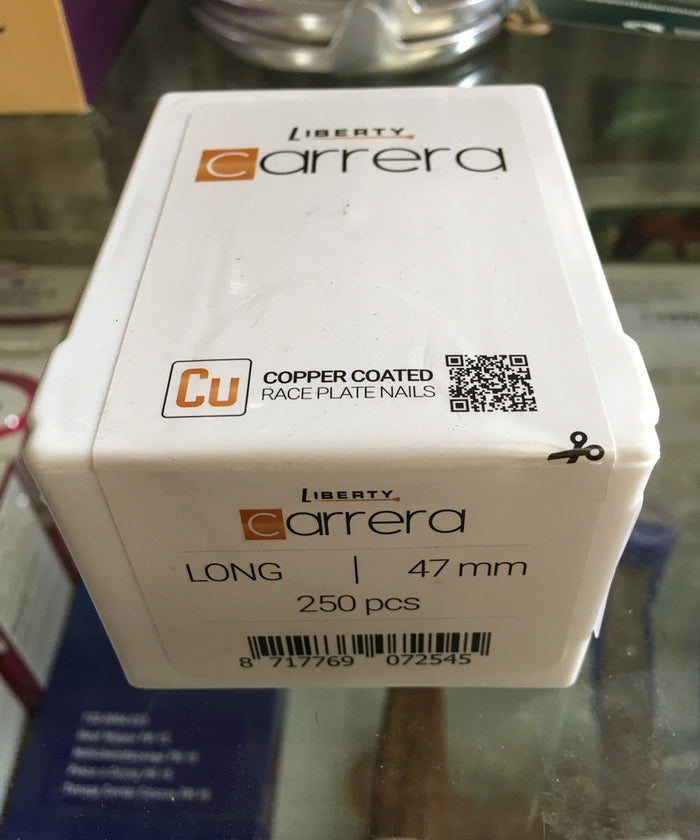 LIBERTY
carrera
Cu
COPPER COATED
RACE PLATE NAILS
LIBERTY
carrera
LONG | 47 mm
250 pcs
8 717769 072545